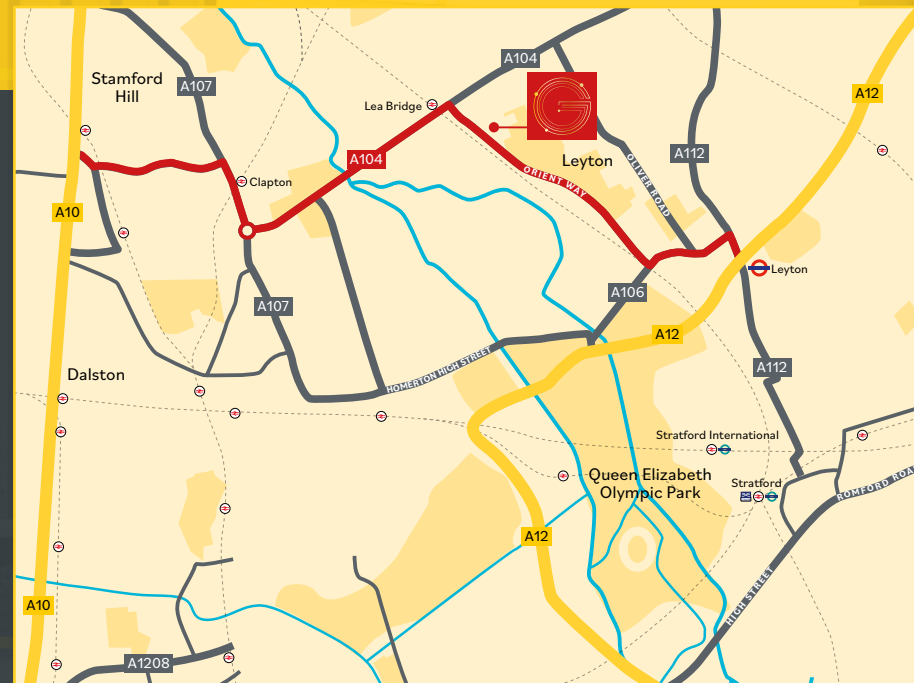 A104
Stamford
Hill
A107
A12
Lea Bridge
A104
Leyton
A112
OLIVER ROAD
Clapton
ORIENT WAY
A10
Leyton
A107
A106
A12
HOMERTON HIGH STREET
A112
Dalston
Stratford International
Queen Elizabeth
Olympic Park
Stratford
ROMFORD ROA
A12
A10
HIGH STREET
A1208